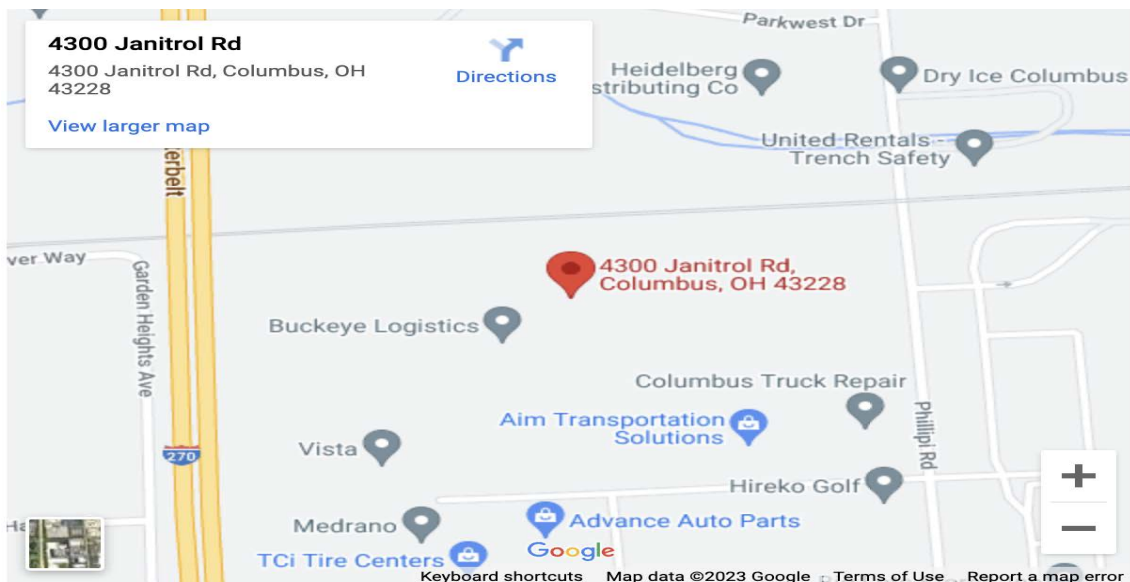 4300 Janitrol Rd
4300 Janitrol Rd, Columbus, OH
43228
Directions
View larger map
Parkwest Dr
Heidelberg
stributing Co
Dry Ice Columbus
United Rentals -
Trench Safety
terbelt
ver Way
Garden Heights Ave
4300 Janitrol Rd,
Columbus, OH 43228
Buckeye Logistics
Columbus Truck Repair
Aim Transportation
Solutions
Phillipi Rd
Vista
270
Hireko Golf
Medrano
Advance Auto Parts
TCi Tire Centers
Google
Keyboard shortcuts
Map data ©2023 Google
Terms of Use
Report a map error